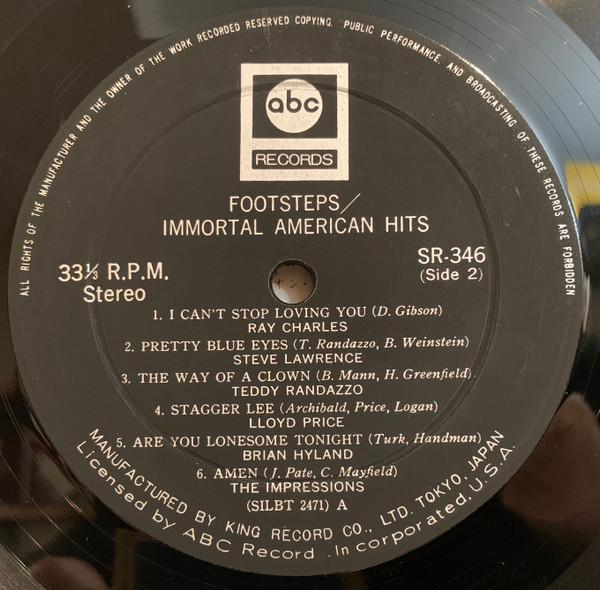 ALL RIGHTS OF THE MANUFACTURER AND THE OWNER OF THE WORK RECORDED RESERVED COPYING, PUBLIC PERFORMANCE, AND BROADCASTING OF THESE RECORDS ARE FORBIDDEN
abc
RECORDS
FOOTSTEPS/
IMMORTAL AMERICAN HITS
33⅓ R.P.M.
Stereo
SR-346
(Side 2)
1. I CAN'T STOP LOVING YOU (D. Gibson)
RAY CHARLES
2. PRETTY BLUE EYES (T. Randazzo, B. Weinstein)
STEVE LAWRENCE
3. THE WAY OF A CLOWN (B. Mann, H. Greenfield)
TEDDY RANDAZZO
4. STAGGER LEE (Archibald, Price, Logan)
LLOYD PRICE
5. ARE YOU LONESOME TONIGHT (Turk, Handman)
BRIAN HYLAND
6. AMEN (J. Pate, C. Mayfield)
THE IMPRESSIONS
(SILBT 2471) A
MANUFACTURED BY KING RECORD CO., LTD. TOKYO, JAPAN
Licensed by ABC Record . Incorporated, U.S.A.